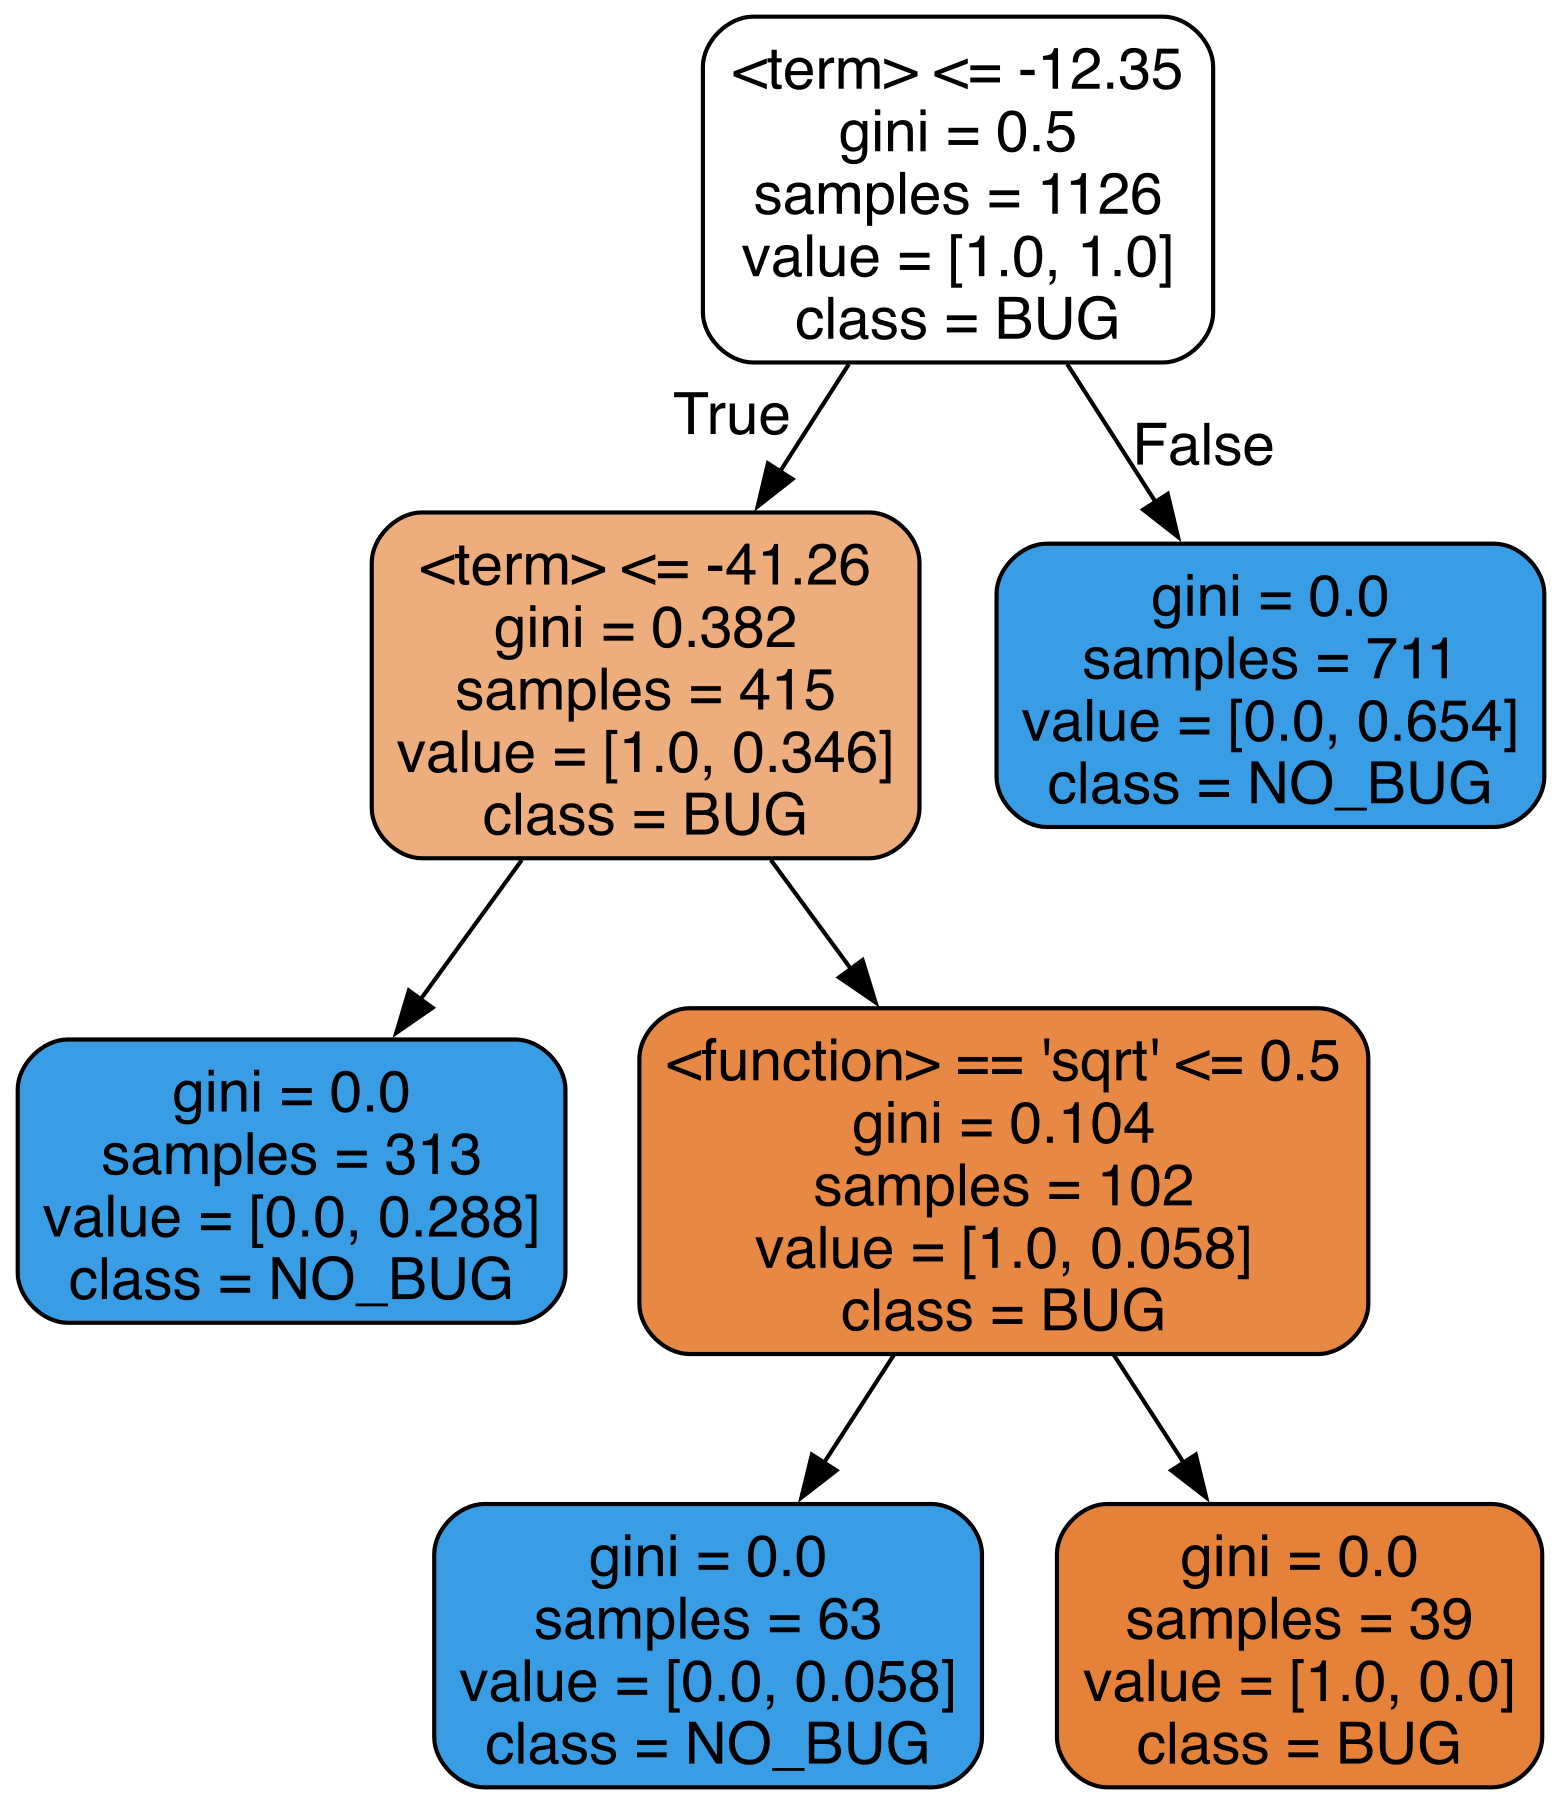 <term> <= -12.35
gini = 0.5
samples = 1126
value = [1.0, 1.0]
class = BUG
True
False
<term> <= -41.26
gini = 0.382
samples = 415
value = [1.0, 0.346]
class = BUG
gini = 0.0
samples = 711
value = [0.0, 0.654]
class = NO_BUG
gini = 0.0
samples = 313
value = [0.0, 0.288]
class = NO_BUG
<function> == 'sqrt' <= 0.5
gini = 0.104
samples = 102
value = [1.0, 0.058]
class = BUG
gini = 0.0
samples = 63
value = [0.0, 0.058]
class = NO_BUG
gini = 0.0
samples = 39
value = [1.0, 0.0]
class = BUG